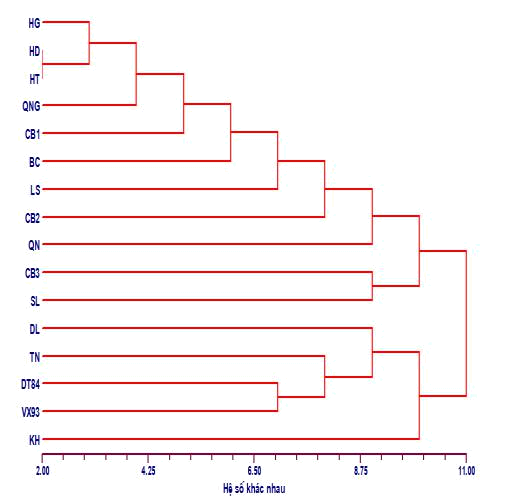 HG
HD
HT
QNG
CB1
BC
LS
CB2
QN
CB3
SL
DL
TN
DT84
VX93
KH
2.00 4.25 6.50 8.75 11.00
Hệ số khác nhau